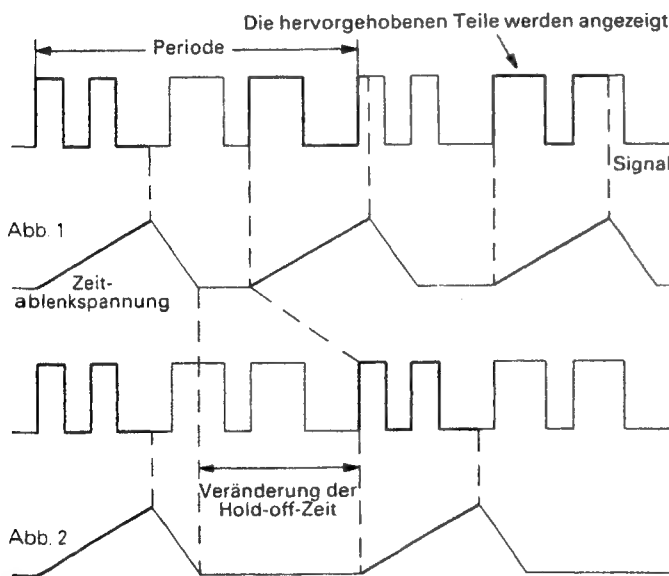 Die hervorgehobenen Teile werden angezeigt
Periode
Signal
Abb. 1
Zeit-
ablenkspannung
Veränderung der
Hold-off-Zeit
Abb. 2